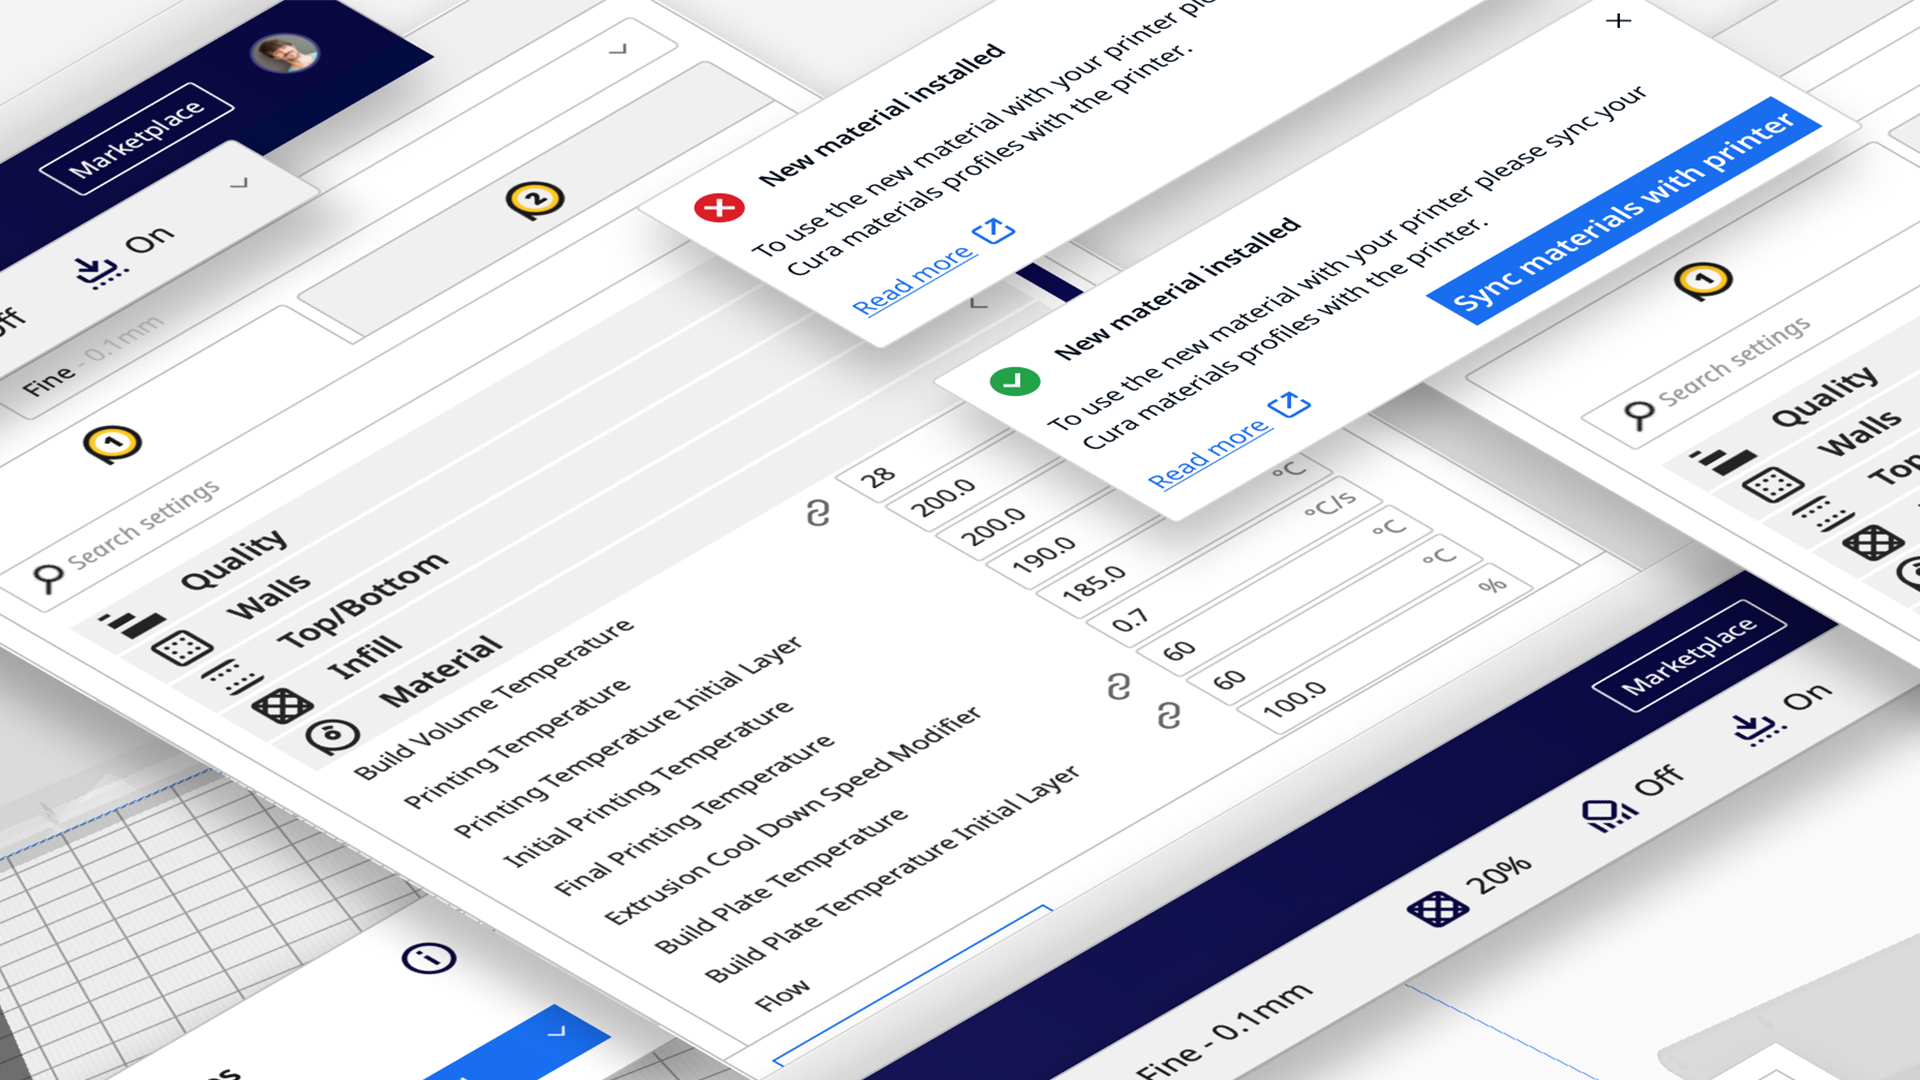 Marketplace
On
Fine - 0.1mm
1
2
Search settings
Quality
Walls
Top/Bottom
Infill
Material
Build Volume Temperature
28
Printing Temperature
200.0
Printing Temperature Initial Layer
200.0
Initial Printing Temperature
190.0
°C
Final Printing Temperature
185.0
°C/s
Extrusion Cool Down Speed Modifier
0.7
°C
Build Plate Temperature
60
°C
Build Plate Temperature Initial Layer
60
%
Flow
100.0
New material installed
To use the new material with your printer
Cura materials profiles with the printer.
Read more
New material installed
To use the new material with your printer please sync your
Cura materials profiles with the printer.
Read more
Sync materials with printer
1
Search settings
Quality
Walls
Marketplace
Fine - 0.1mm
20%
Off
On